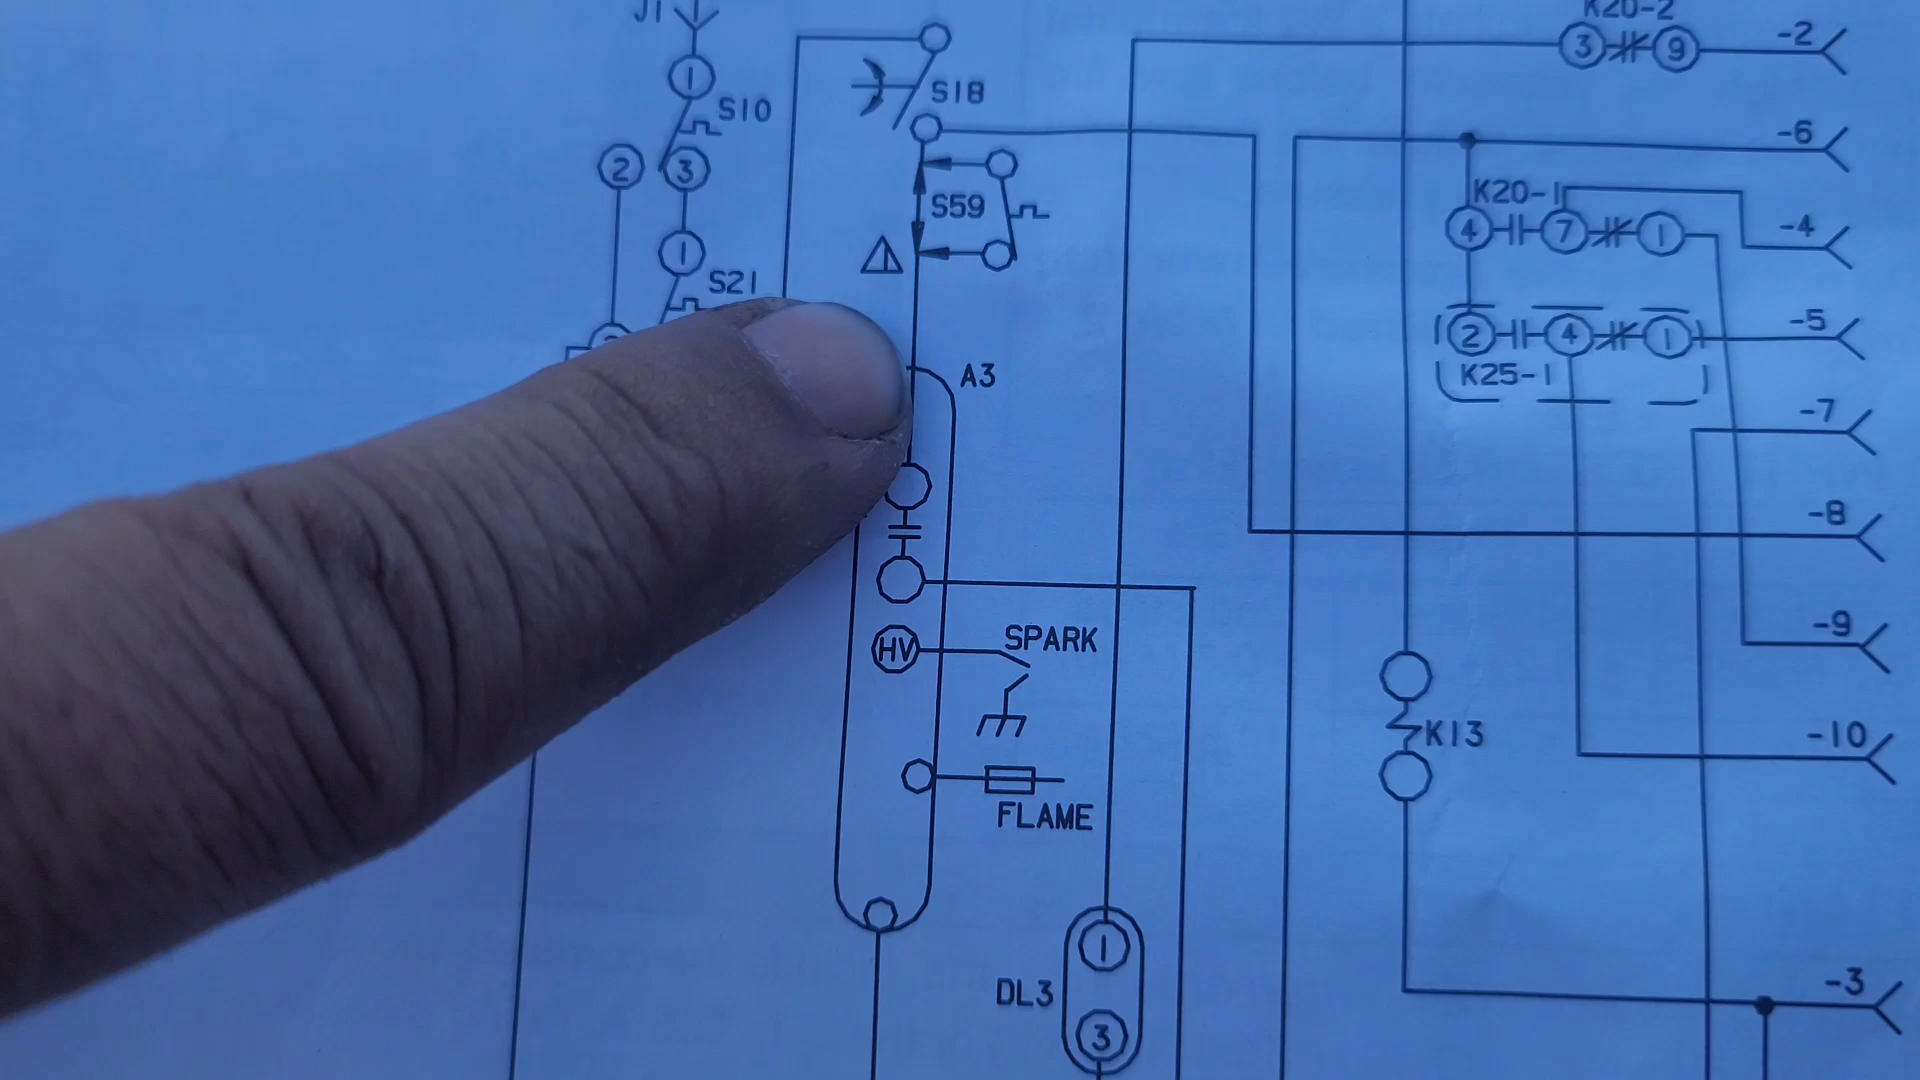 J1
K20-2
3 9
-2
1
S10
S18
2 3
-6
S59
K20-1
4 7 1
-4
1
S21
2 4 1
-5
K25-1
A3
-7
-8
HV
SPARK
-9
K13
-10
FLAME
1
DL3
3
-3